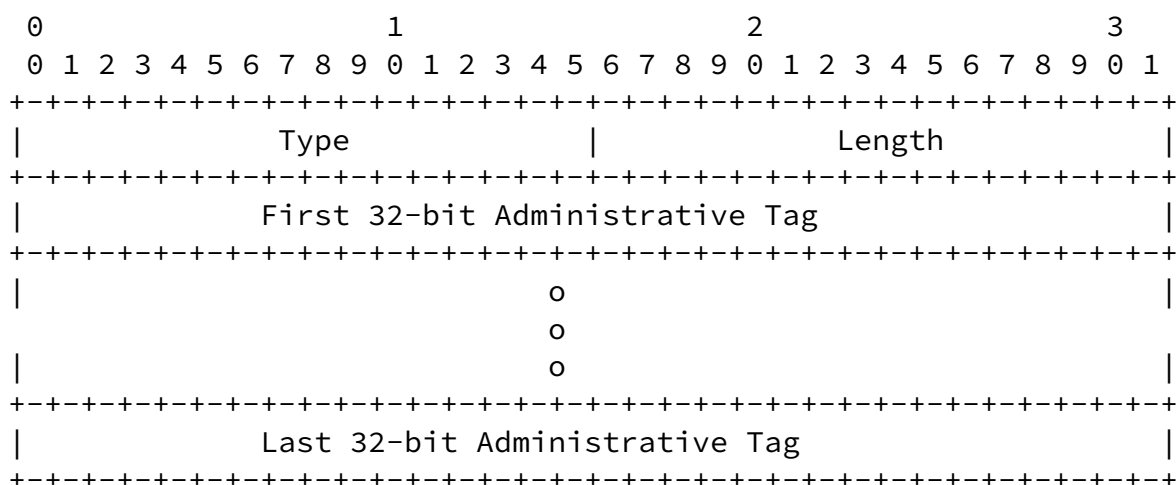 0                   1                   2                   3
 0 1 2 3 4 5 6 7 8 9 0 1 2 3 4 5 6 7 8 9 0 1 2 3 4 5 6 7 8 9 0 1
+-+-+-+-+-+-+-+-+-+-+-+-+-+-+-+-+-+-+-+-+-+-+-+-+-+-+-+-+-+-+-+-+
|              Type             |             Length            |
+-+-+-+-+-+-+-+-+-+-+-+-+-+-+-+-+-+-+-+-+-+-+-+-+-+-+-+-+-+-+-+-+
|             First 32-bit Administrative Tag                   |
+-+-+-+-+-+-+-+-+-+-+-+-+-+-+-+-+-+-+-+-+-+-+-+-+-+-+-+-+-+-+-+-+
|                             o                                 |
                              o
|                             o                                 |
+-+-+-+-+-+-+-+-+-+-+-+-+-+-+-+-+-+-+-+-+-+-+-+-+-+-+-+-+-+-+-+-+
|             Last 32-bit Administrative Tag                    |
+-+-+-+-+-+-+-+-+-+-+-+-+-+-+-+-+-+-+-+-+-+-+-+-+-+-+-+-+-+-+-+-+